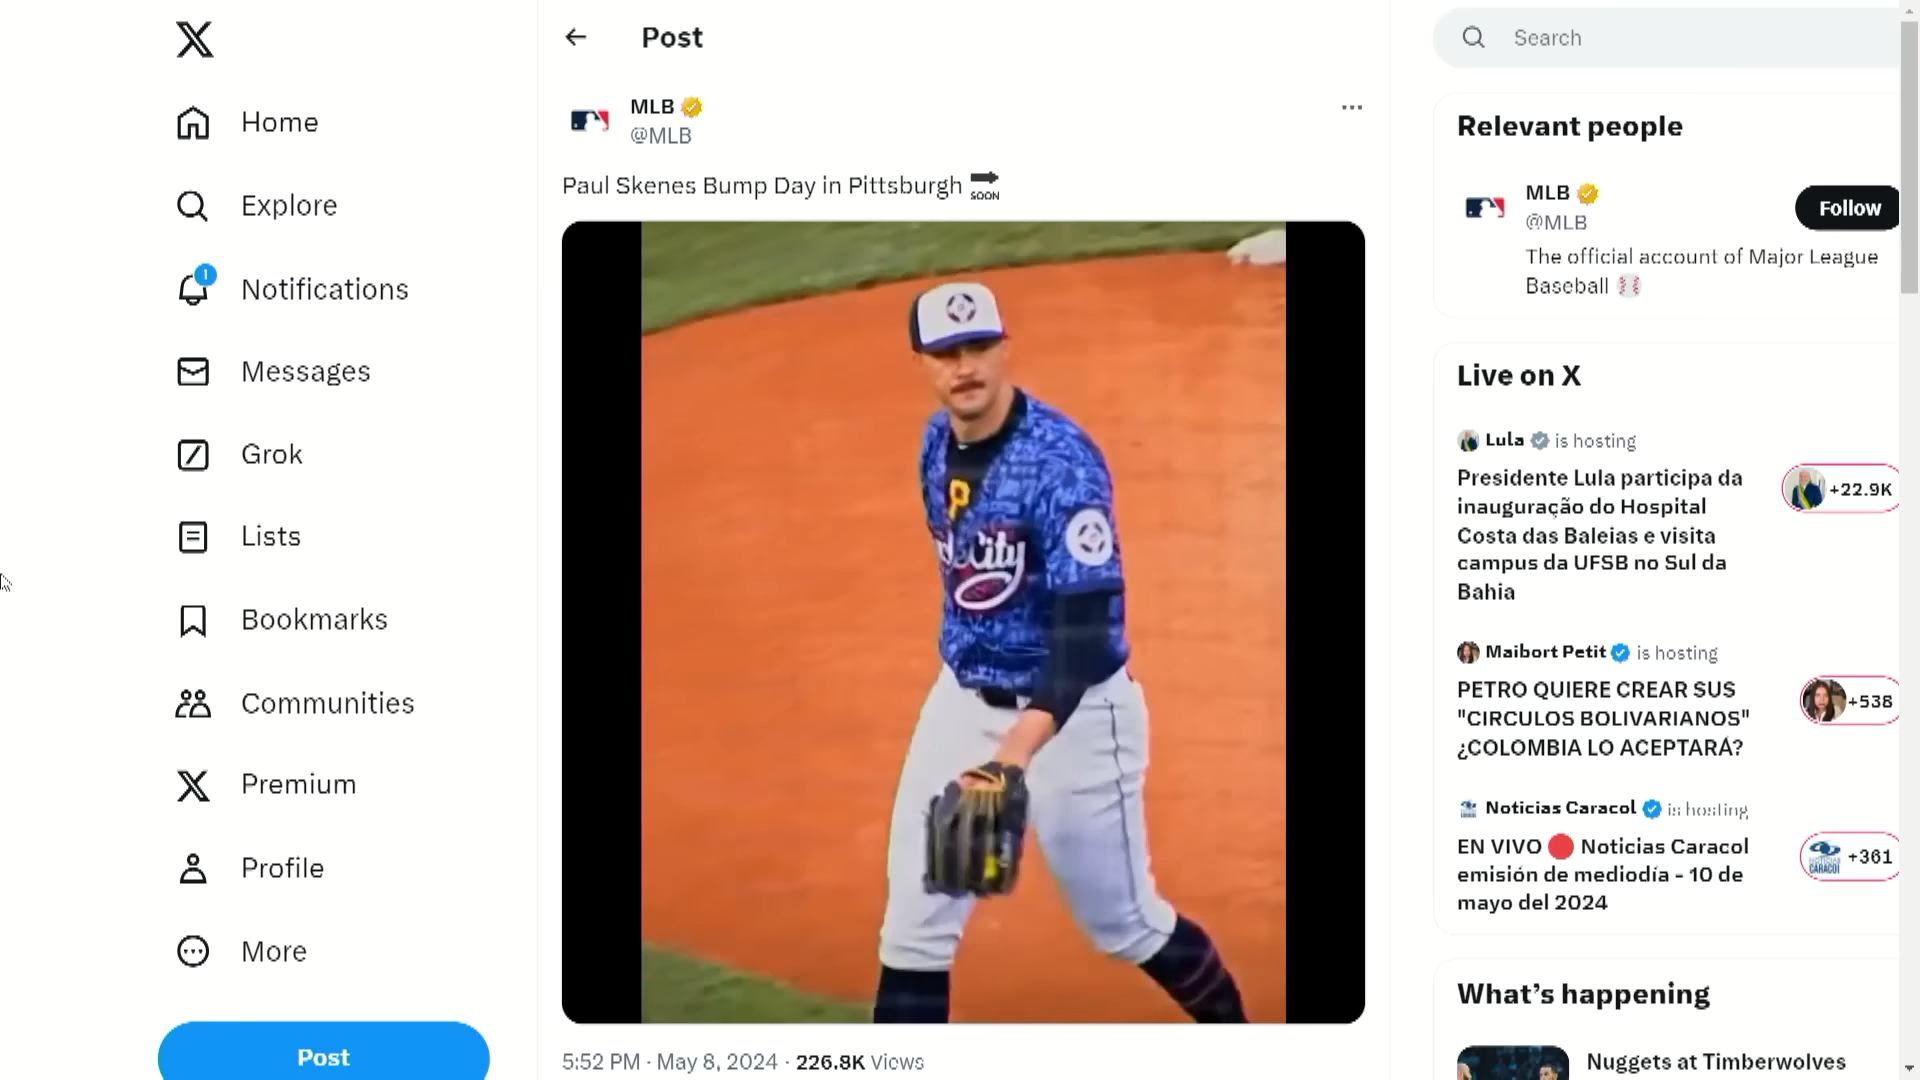 Home
Explore
1
Notifications
Messages
Grok
Lists
Bookmarks
Communities
Premium
Profile
More
Post
Post
MLB
@MLB
Paul Skenes Bump Day in Pittsburgh
SOON
P
City
5:52 PM · May 8, 2024 · 226.8K Views
Search
Relevant people
MLB
@MLB
Follow
The official account of Major League
Baseball
Live on X
Lula is hosting
Presidente Lula participa da
inauguração do Hospital
Costa das Baleias e visita
campus da UFSB no Sul da
Bahia
+22.9K
Maibort Petit is hosting
PETRO QUIERE CREAR SUS
"CIRCULOS BOLIVARIANOS"
¿COLOMBIA LO ACEPTARÁ?
+538
Noticias Caracol is hosting
EN VIVO 🔴 Noticias Caracol
emisión de mediodía - 10 de
mayo del 2024
CARACOL
+361
What's happening
Nuggets at Timberwolves